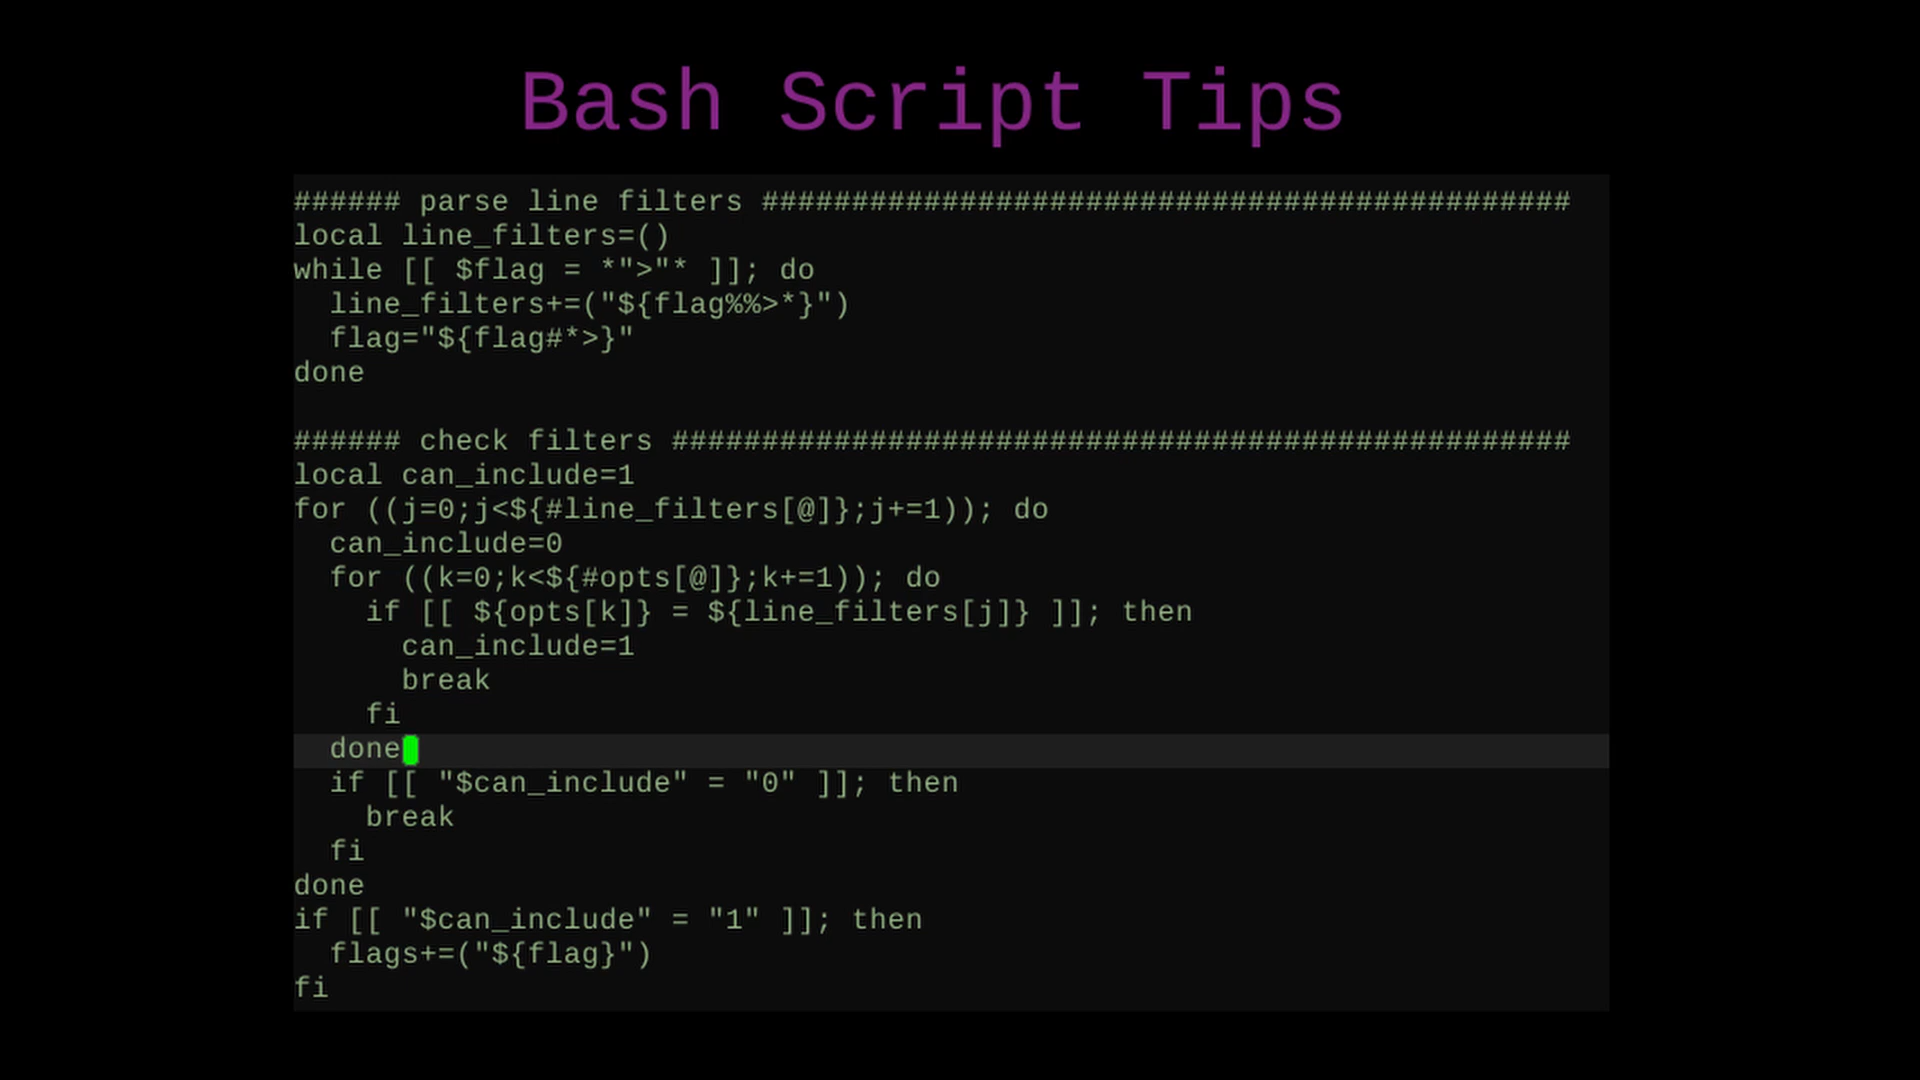 Bash Script Tips
###### parse line filters #############################################
local line_filters=()
while [[ $flag = *">"* ]]; do
  line_filters+=("${flag%%>*}")
  flag="${flag#*>}"
done

###### check filters ##################################################
local can_include=1
for ((j=0;j<${#line_filters[@]};j+=1)); do
  can_include=0
  for ((k=0;k<${#opts[@]};k+=1)); do
    if [[ ${opts[k]} = ${line_filters[j]} ]]; then
      can_include=1
      break
    fi
  done
  if [[ "$can_include" = "0" ]]; then
    break
  fi
done
if [[ "$can_include" = "1" ]]; then
  flags+=("${flag}")
fi